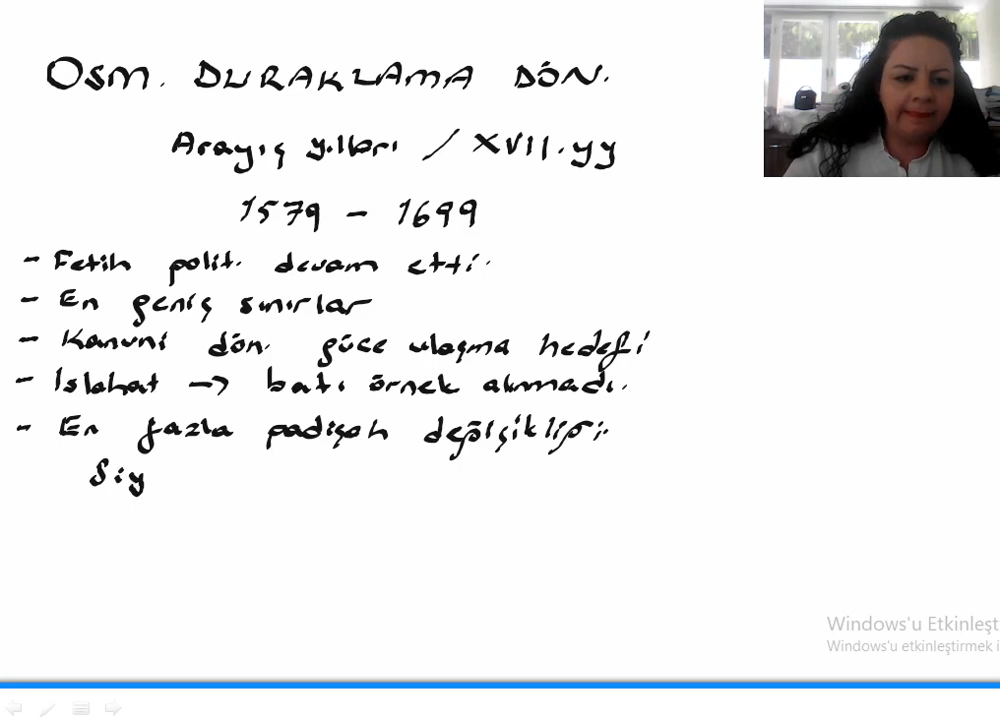 Osm. DURAKLAMA DÖN.
Arayış yılları / XVII.yy
1579 - 1699
- Fetih polit. devam etti.
- En geniş sınırlar
- Kanuni dön. güce ulaşma hedefi
- Islahat → batı örnek alınmadı.
- En fazla padişah değişikliği.
Siy
Windows'u Etkinleşt
Windows'u etkinleştirmek i